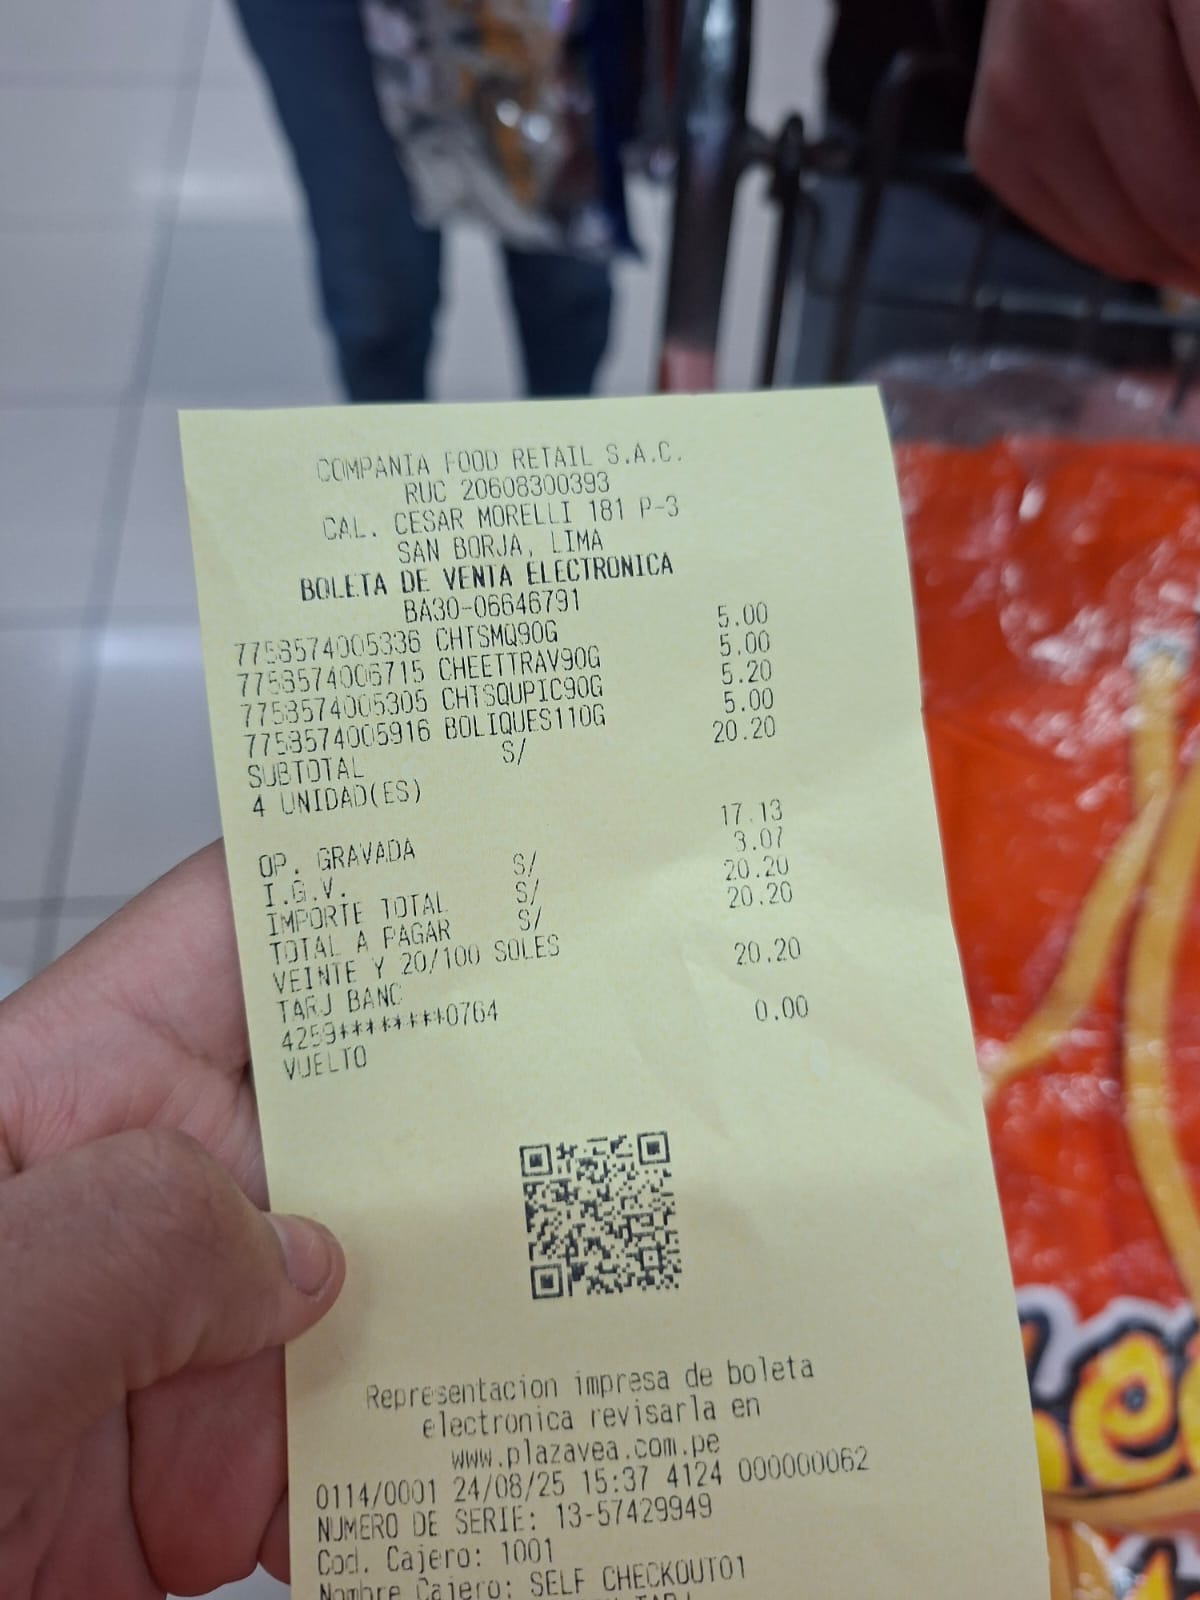 COMPANIA FOOD RETAIL S.A.C.
RUC 20608300393
CAL. CESAR MORELLI 181 P-3
SAN BORJA, LIMA
BOLETA DE VENTA ELECTRONICA
BA30-06646791
7758574005336 CHTSMQ90G 5.00
7758574006715 CHEETTRAV90G 5.00
7758574005305 CHTSQUPIC90G 5.20
7758574005916 BOLIQUES110G 5.00
SUBTOTAL S/ 20.20
4 UNIDAD(ES)
OP. GRAVADA S/ 17.13
I.G.V. S/ 3.07
IMPORTE TOTAL S/ 20.20
TOTAL A PAGAR 20.20
VEINTE Y 20/100 SOLES
TARJ BANC 20.20
4259********0764
VUELTO 0.00
Representacion impresa de boleta
electronica revisarla en
www.plazavea.com.pe
0114/0001 24/08/25 15:37 4124 000000062
NUMERO DE SERIE: 13-57429949
Cod. Cajero: 1001
Nombre Cajero: SELF CHECKOUT01